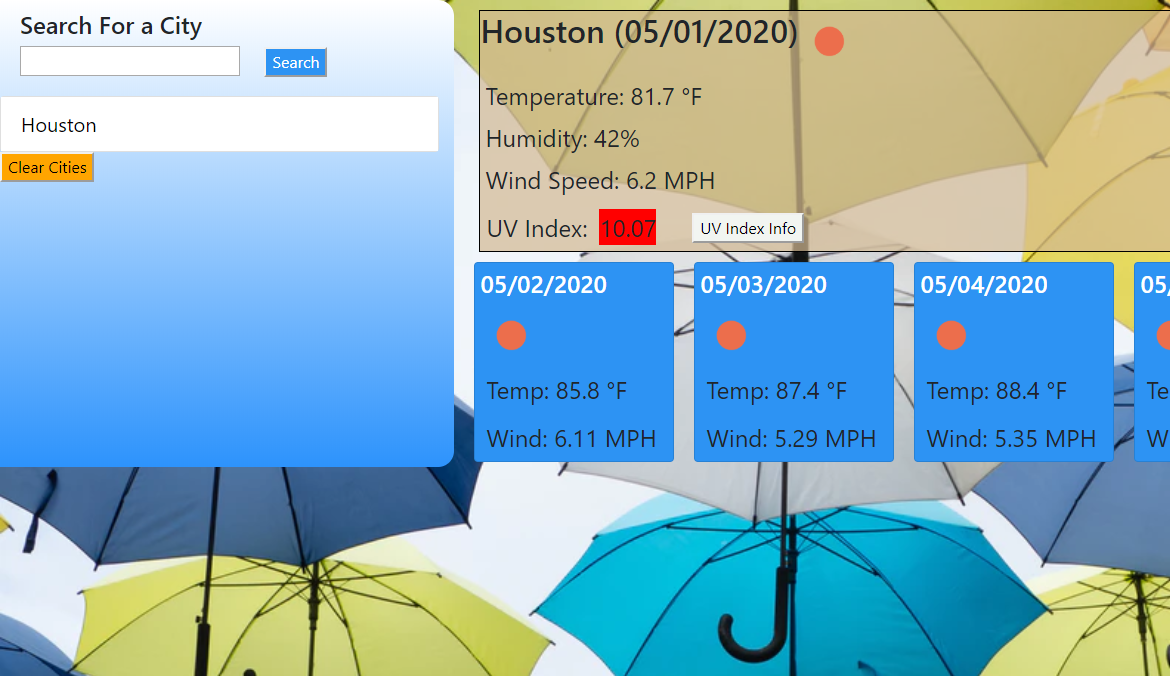 Search For a City
Search
Houston
Clear Cities
Houston (05/01/2020)
Temperature: 81.7 °F
Humidity: 42%
Wind Speed: 6.2 MPH
UV Index: 10.07 UV Index Info
05/02/2020
Temp: 85.8 °F
Wind: 6.11 MPH
05/03/2020
Temp: 87.4 °F
Wind: 5.29 MPH
05/04/2020
Temp: 88.4 °F
Wind: 5.35 MPH
05/
Te
W